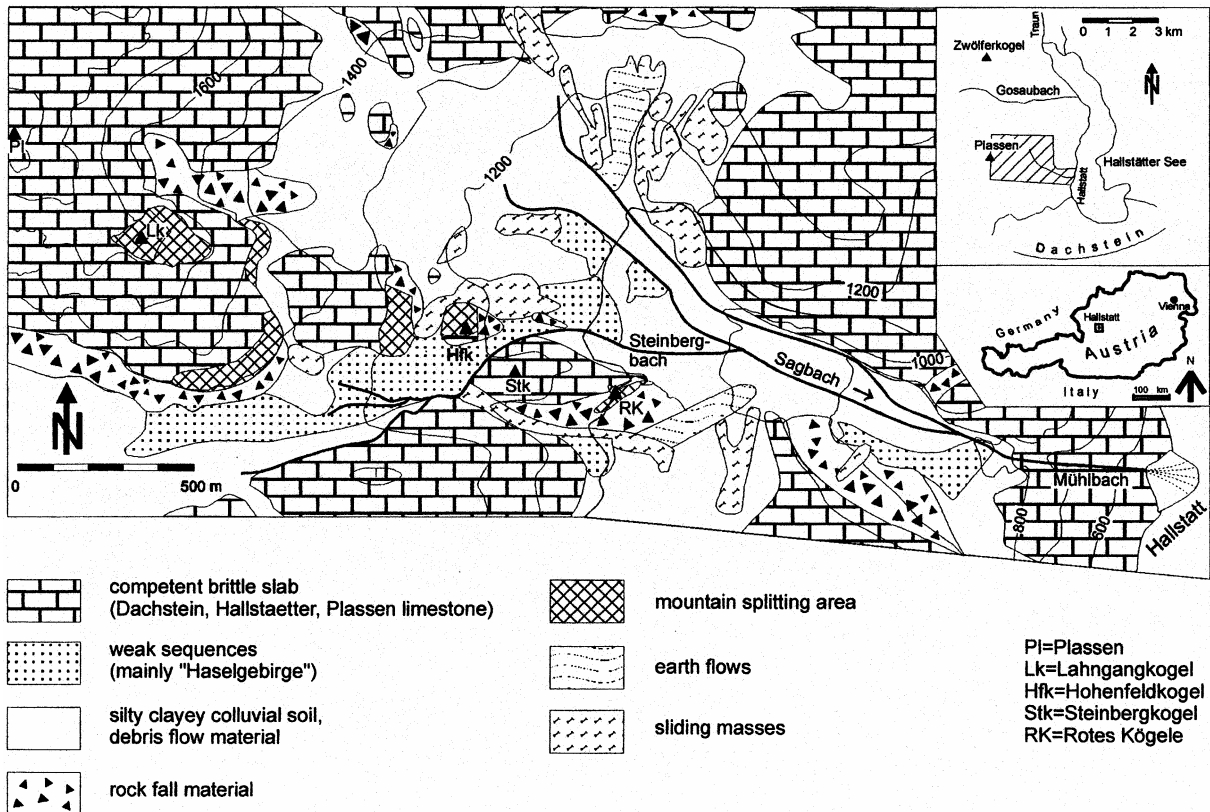 1600
1400
1200
Pl
Lk
Hfk
Stk
RK
Steinberg-
bach
Sagbach
1200
1000
Mühlbach
800
600
Hallstatt
N
0 500 m
Traun
0 1 2 3 km
Zwölferkogel
N
Gosaubach
Plassen
Hallstätter See
Hallstatt
Dachstein
Germany
Hallstatt
Vienna
Austria
Italy
100 km
N
competent brittle slab
(Dachstein, Hallstaetter, Plassen limestone)
weak sequences
(mainly "Haselgebirge")
silty clayey colluvial soil,
debris flow material
rock fall material
mountain splitting area
earth flows
sliding masses
Pl=Plassen
Lk=Lahngangkogel
Hfk=Hohenfeldkogel
Stk=Steinbergkogel
RK=Rotes Kögele